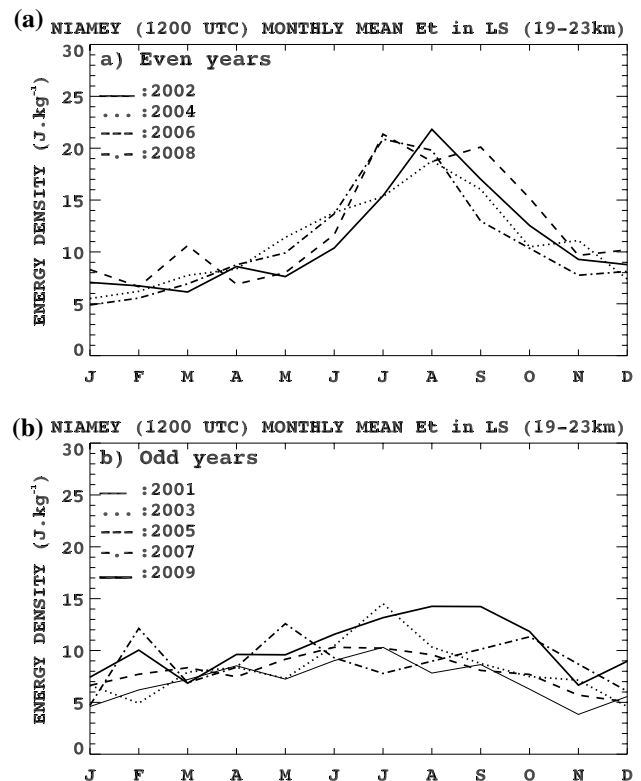 (a) NIAMEY (1200 UTC) MONTHLY MEAN Et in LS (19-23km)
30
a) Even years
25
:2002
:2004
:2006
:2008
20
15
10
5
0
ENERGY DENSITY (J.kg⁻¹)
J F M A M J J A S O N D
(b) NIAMEY (1200 UTC) MONTHLY MEAN Et in LS (19-23km)
30
b) Odd years
25
:2001
:2003
:2005
:2007
:2009
20
15
10
5
0
ENERGY DENSITY (J.kg⁻¹)
J F M A M J J A S O N D